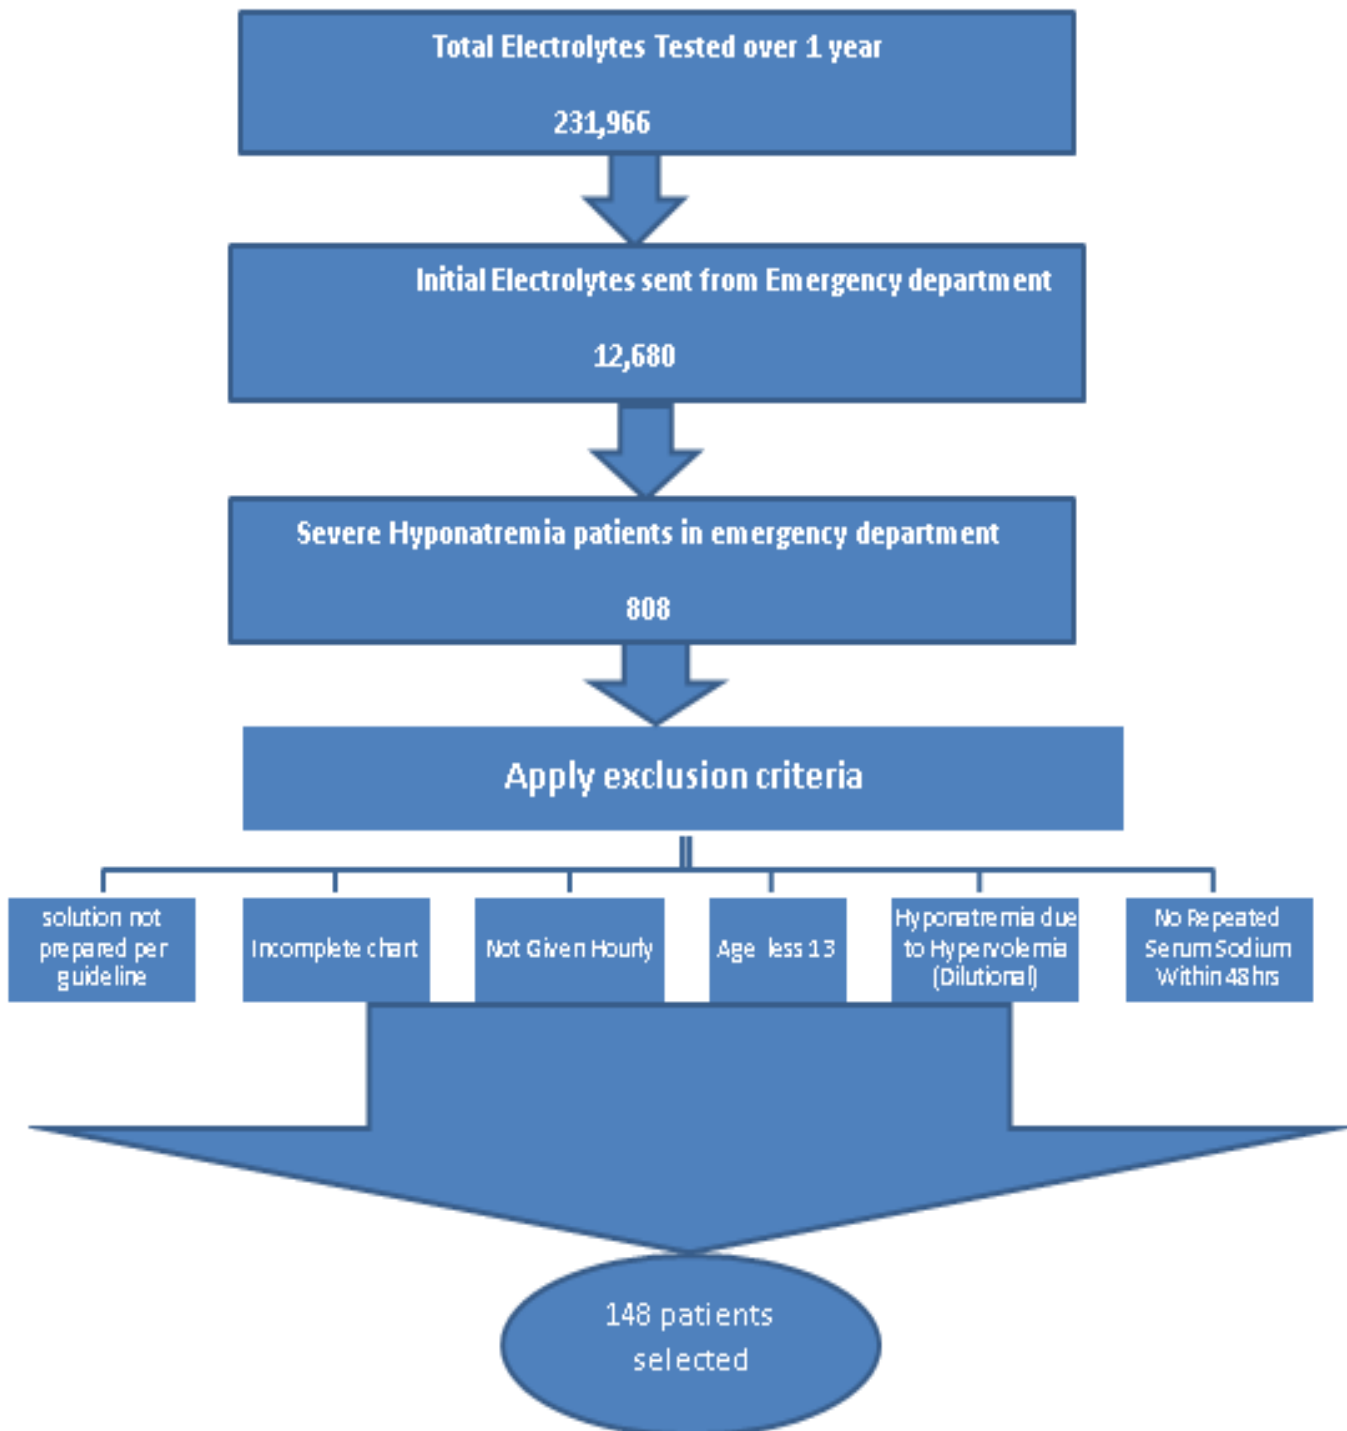 Total Electrolytes Tested over 1 year
231,966
Initial Electrolytes sent from Emergency department
12,680
Severe Hyponatremia patients in emergency department
808
Apply exclusion criteria
solution not
prepared per
guideline
Incomplete chart
Not Given Hourly
Age less 13
Hyponatremia due
to Hypervolemia
(Dilutional)
No Repeated
Serum Sodium
Within 48hrs
148 patients
selected